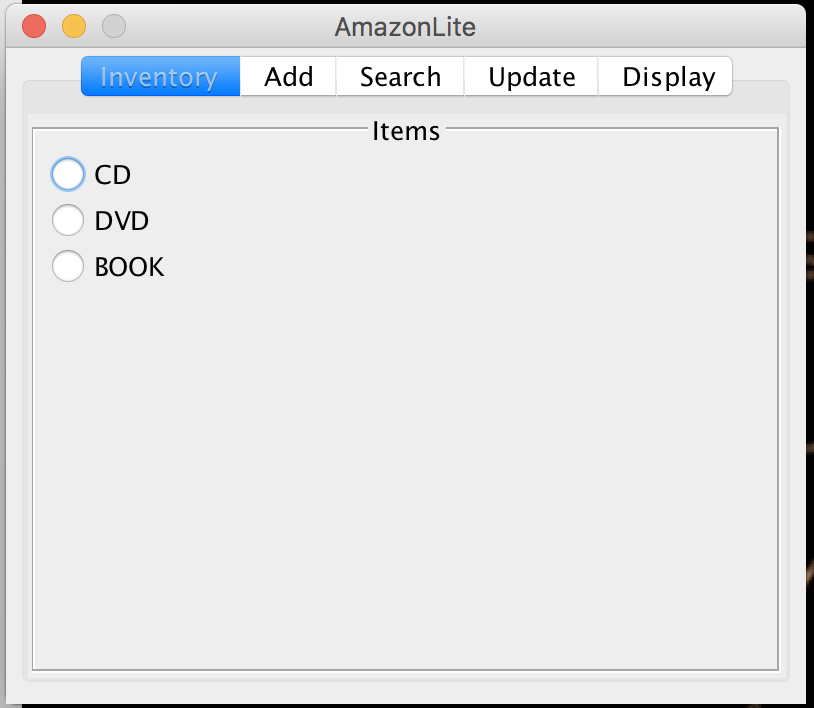 AmazonLite
Inventory Add Search Update Display
Items
CD
DVD
BOOK